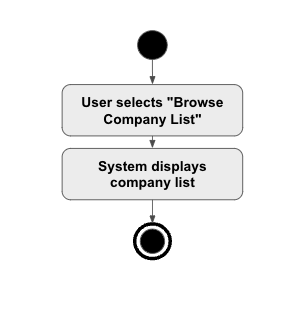 User selects "Browse
Company List"
System displays
company list